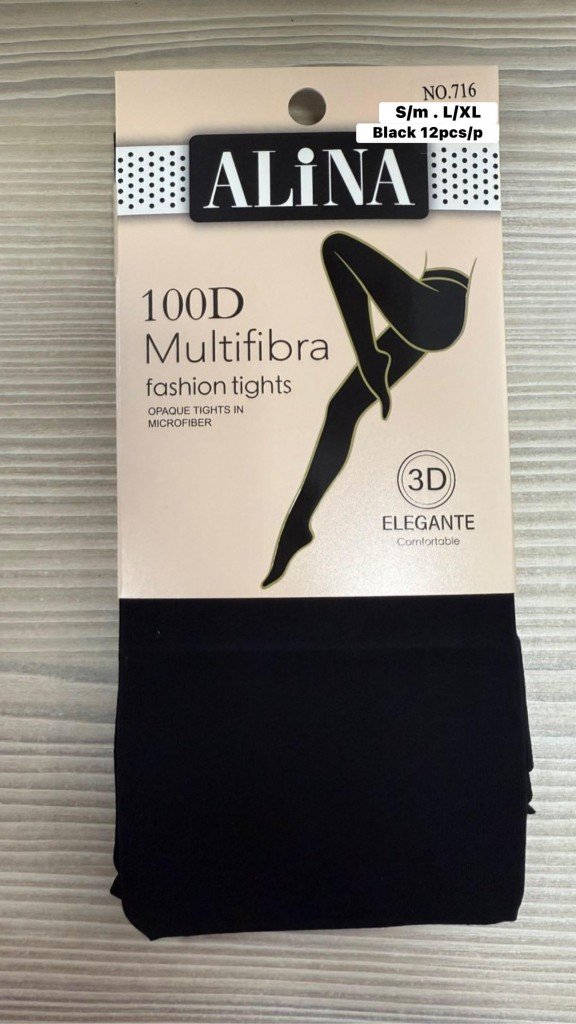 NO.716
S/m . L/XL
Black 12pcs/p
ALiNA
100D
Multifibra
fashion tights
OPAQUE TIGHTS IN
MICROFIBER
3D
ELEGANTE
Comfortable